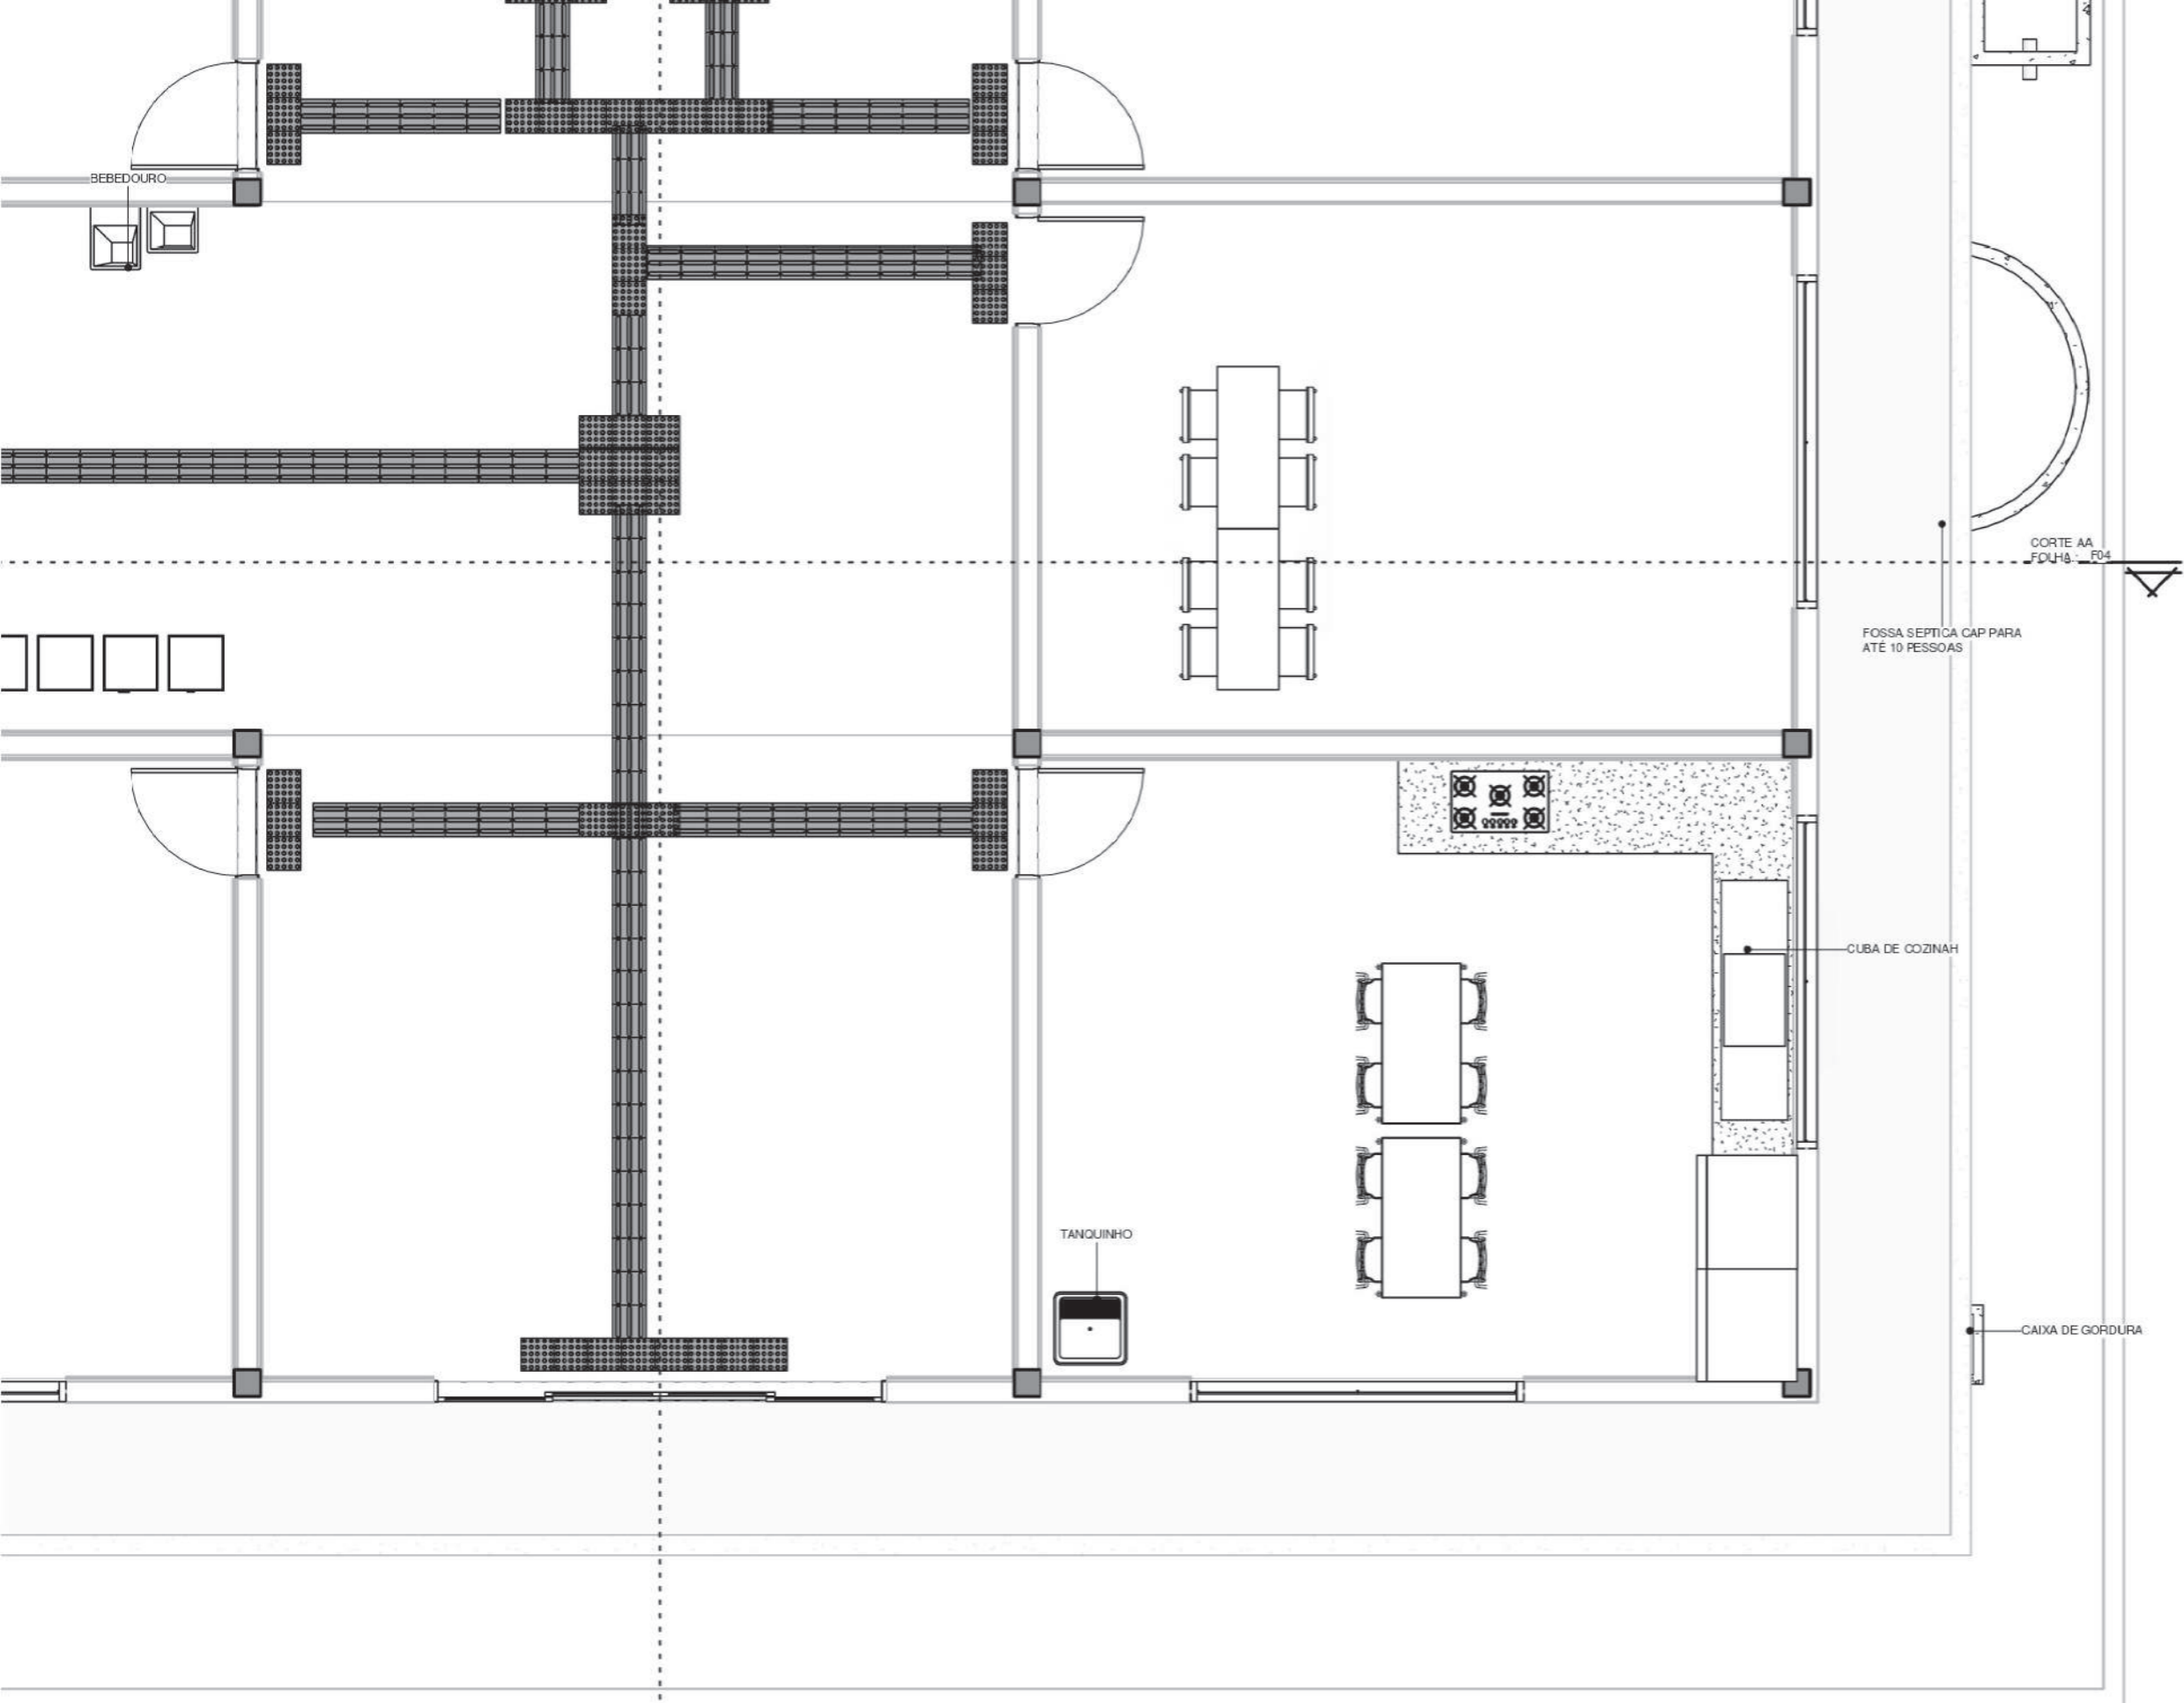 BEBEDOURO
CORTE AA
FOLHA : F04
FOSSA SEPTICA CAP PARA
ATÉ 10 PESSOAS
CUBA DE COZINAH
TANQUINHO
CAIXA DE GORDURA